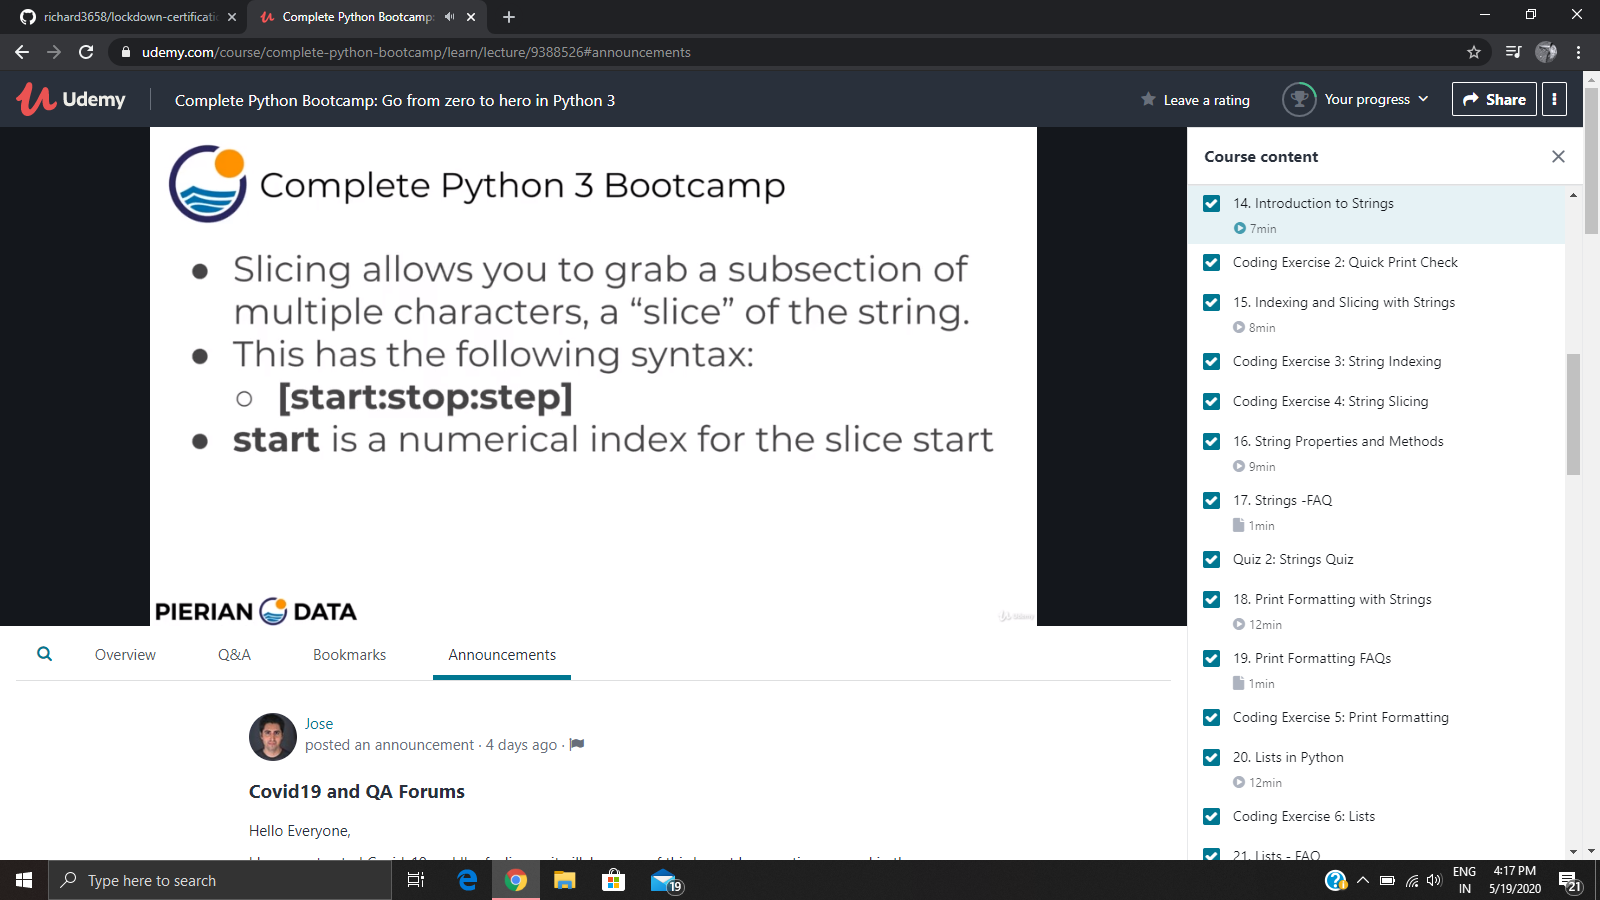 richard3658/lockdown-certificatio
Complete Python Bootcamp:
udemy.com/course/complete-python-bootcamp/learn/lecture/9388526#announcements
Udemy
Complete Python Bootcamp: Go from zero to hero in Python 3
Leave a rating
Your progress
Share
Complete Python 3 Bootcamp
● Slicing allows you to grab a subsection of
multiple characters, a “slice” of the string.
● This has the following syntax:
○ [start:stop:step]
● start is a numerical index for the slice start
PIERIAN DATA
Udemy
Course content
14. Introduction to Strings
7min
Coding Exercise 2: Quick Print Check
15. Indexing and Slicing with Strings
8min
Coding Exercise 3: String Indexing
Coding Exercise 4: String Slicing
16. String Properties and Methods
9min
17. Strings -FAQ
1min
Quiz 2: Strings Quiz
18. Print Formatting with Strings
12min
19. Print Formatting FAQs
1min
Coding Exercise 5: Print Formatting
20. Lists in Python
12min
Coding Exercise 6: Lists
21. Lists - FAQ
Overview
Q&A
Bookmarks
Announcements
Jose
posted an announcement · 4 days ago ·
Covid19 and QA Forums
Hello Everyone,
Type here to search
19
ENG
IN
4:17 PM
5/19/2020
21